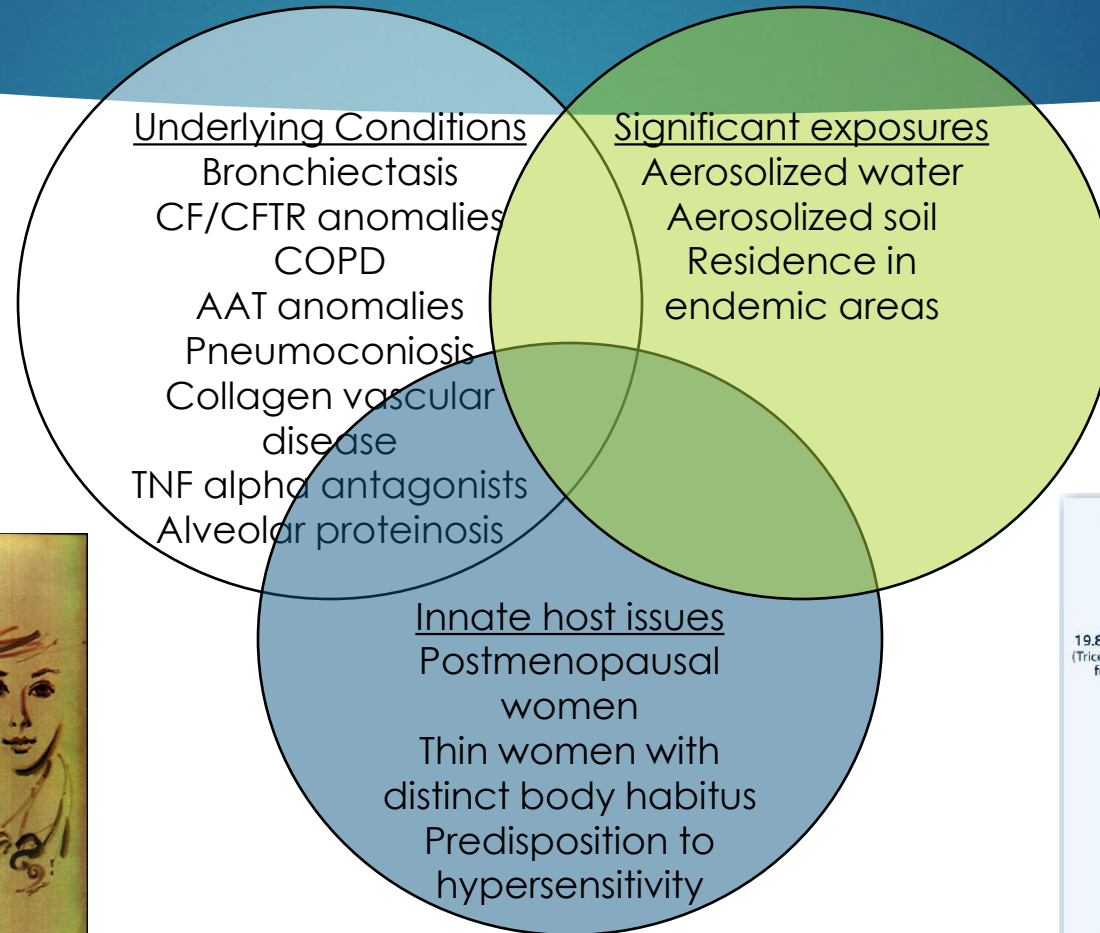 Underlying Conditions
Bronchiectasis
CF/CFTR anomalies
COPD
AAT anomalies
Pneumoconiosis
Collagen vascular
disease
TNF alpha antagonists
Alveolar proteinosis
Significant exposures
Aerosolized water
Aerosolized soil
Residence in
endemic areas
Innate host issues
Postmenopausal
women
Thin women with
distinct body habitus
Predisposition to
hypersensitivity
19.8